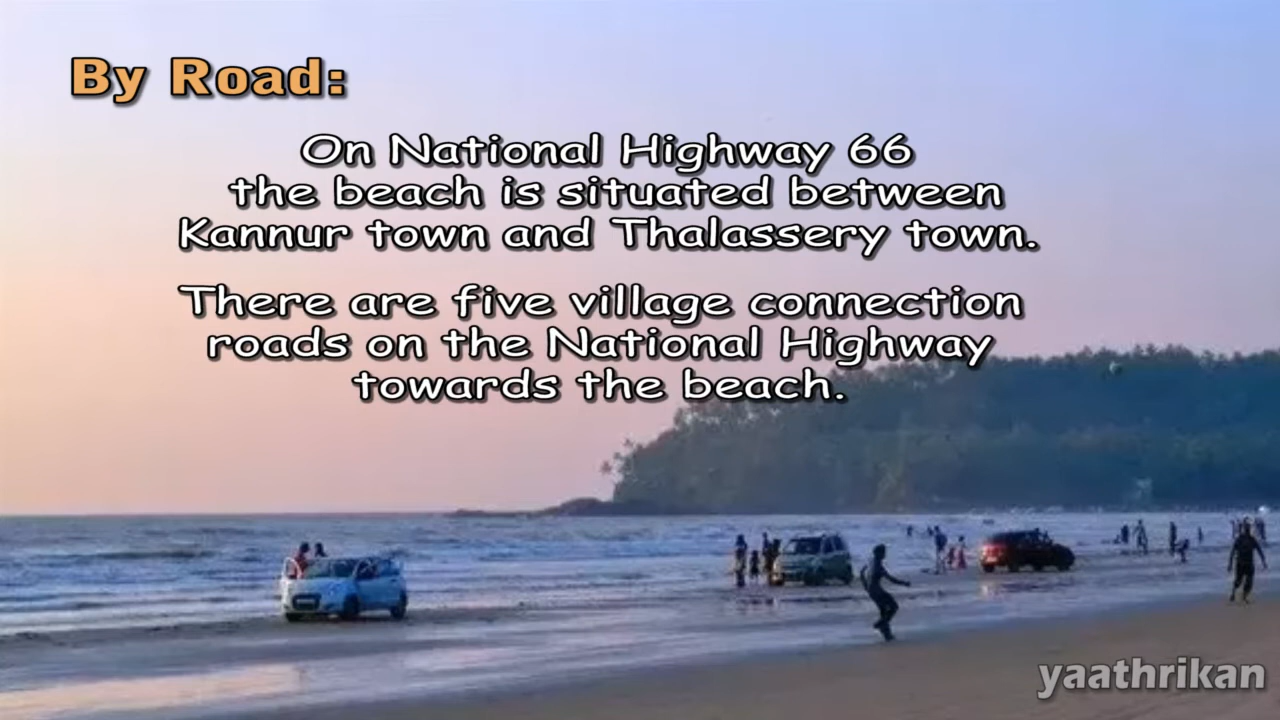 By Road:
On National Highway 66
the beach is situated between
Kannur town and Thalassery town.
There are five village connection
roads on the National Highway
towards the beach.
yaathrikan